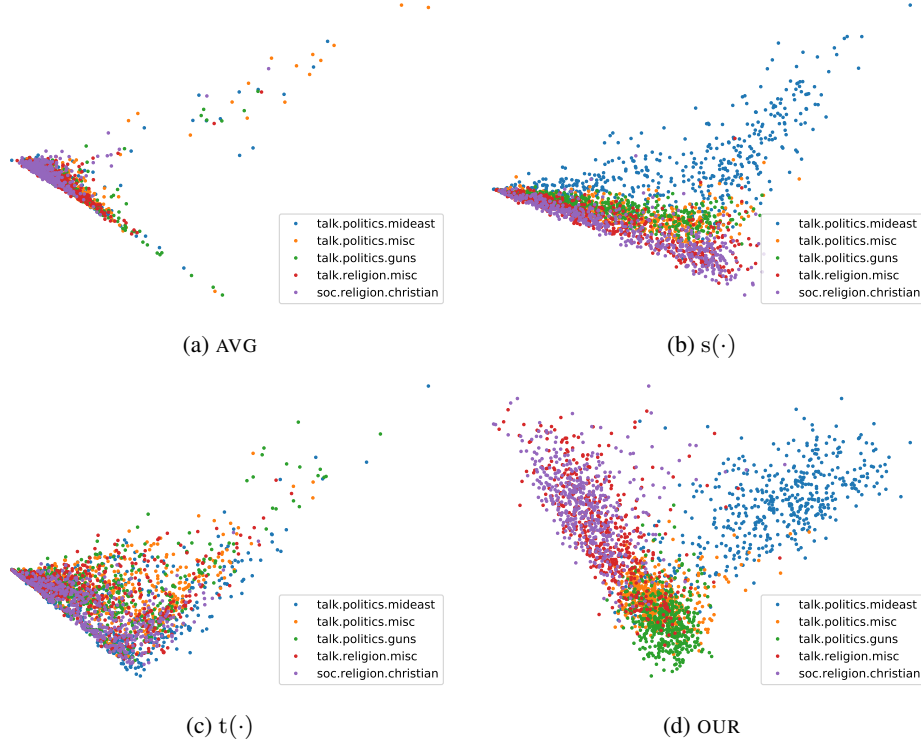 talk.politics.mideast
talk.politics.misc
talk.politics.guns
talk.religion.misc
soc.religion.christian
(a) AVG
talk.politics.mideast
talk.politics.misc
talk.politics.guns
talk.religion.misc
soc.religion.christian
(b) s(·)
talk.politics.mideast
talk.politics.misc
talk.politics.guns
talk.religion.misc
soc.religion.christian
(c) t(·)
talk.politics.mideast
talk.politics.misc
talk.politics.guns
talk.religion.misc
soc.religion.christian
(d) OUR